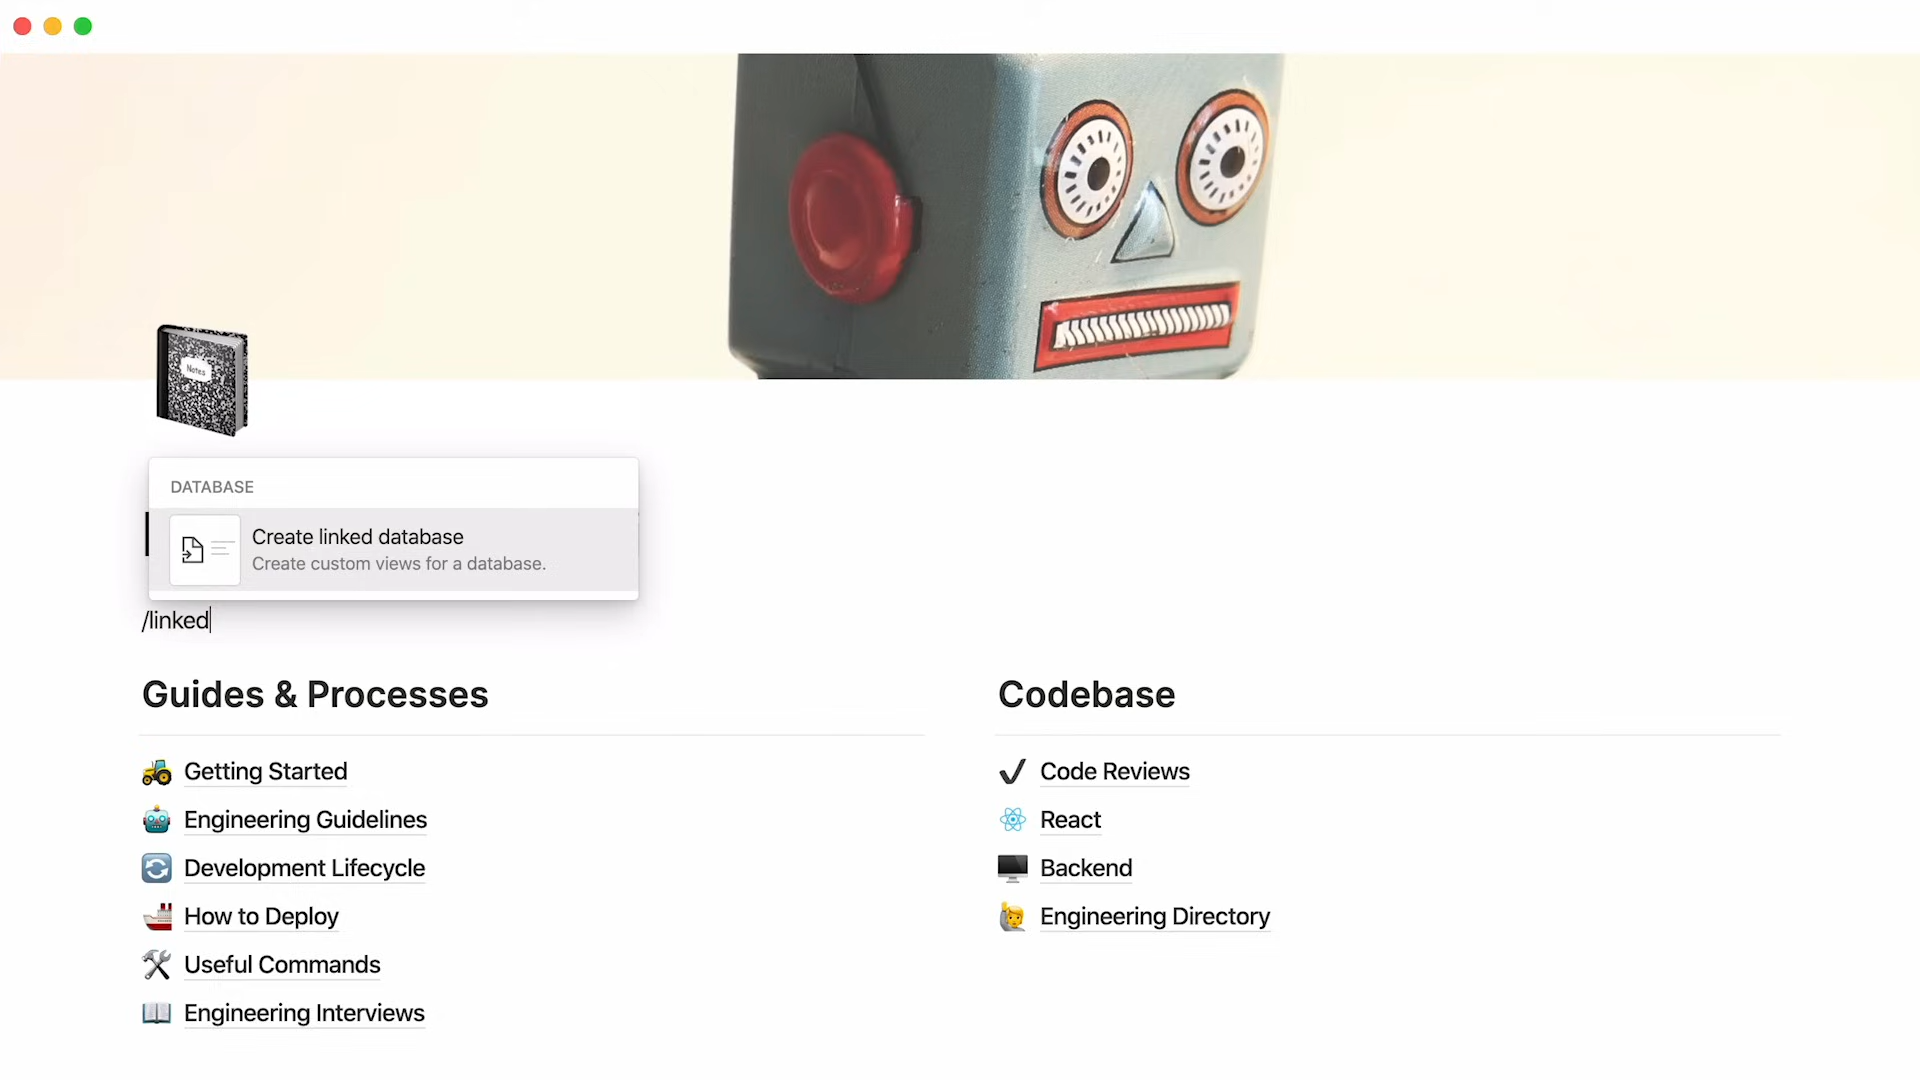 Notes
DATABASE
Create linked database
Create custom views for a database.
/linked
Guides & Processes
Getting Started
Engineering Guidelines
Development Lifecycle
How to Deploy
Useful Commands
Engineering Interviews
Codebase
Code Reviews
React
Backend
Engineering Directory